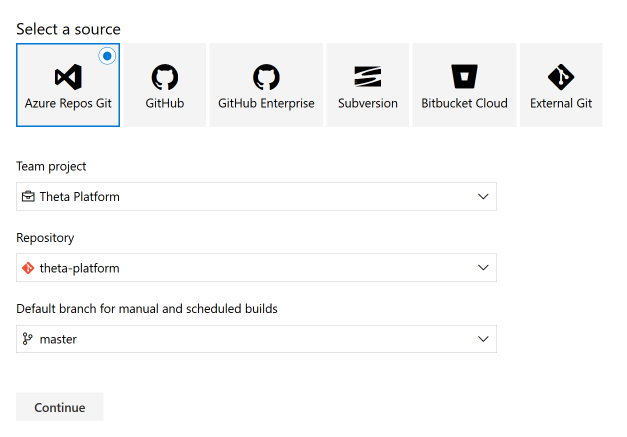 Select a source
Azure Repos Git
GitHub
GitHub Enterprise
Subversion
Bitbucket Cloud
External Git
Team project
Theta Platform
Repository
theta-platform
Default branch for manual and scheduled builds
master
Continue